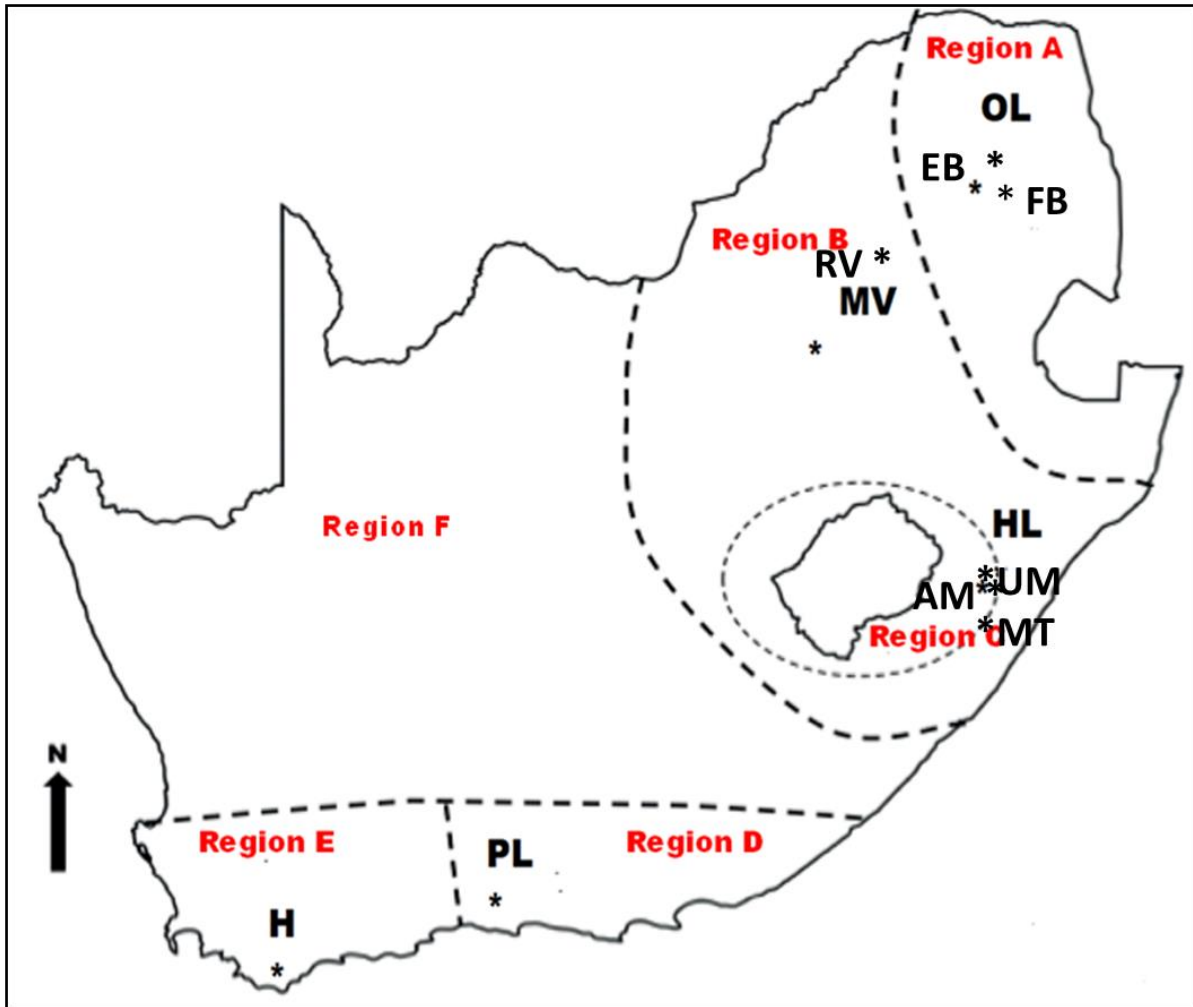 Region A
OL
EB * *
* FB
Region B
RV *
MV
*
Region F
HL
*UM
AM**
Region C *MT
N
Region E
PL
Region D
*
H
*